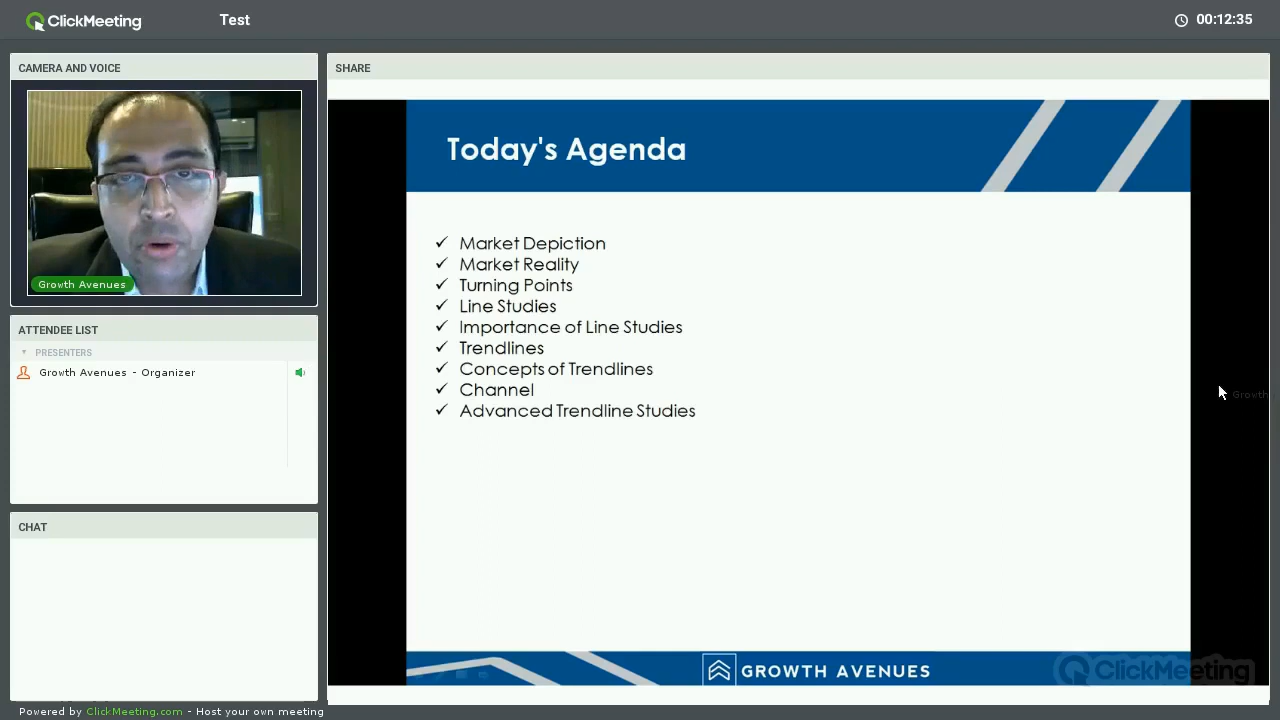 ClickMeeting
Test
00:12:35
CAMERA AND VOICE
Growth Avenues
ATTENDEE LIST
PRESENTERS
Growth Avenues - Organizer
CHAT
Powered by ClickMeeting.com - Host your own meeting
SHARE
Today's Agenda
✓ Market Depiction
✓ Market Reality
✓ Turning Points
✓ Line Studies
✓ Importance of Line Studies
✓ Trendlines
✓ Concepts of Trendlines
✓ Channel
✓ Advanced Trendline Studies
Growth
GROWTH AVENUES
ClickMeeting